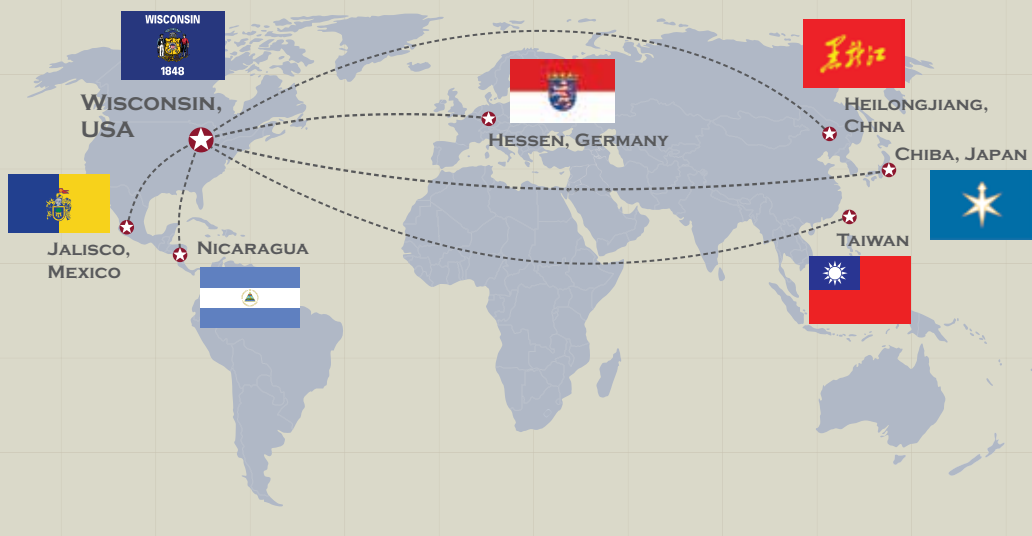 WISCONSIN
1848
WISCONSIN,
USA
黑龙江
HEILONGJIANG,
CHINA
HESSEN, GERMANY
CHIBA, JAPAN
JALISCO,
MEXICO
NICARAGUA
TAIWAN